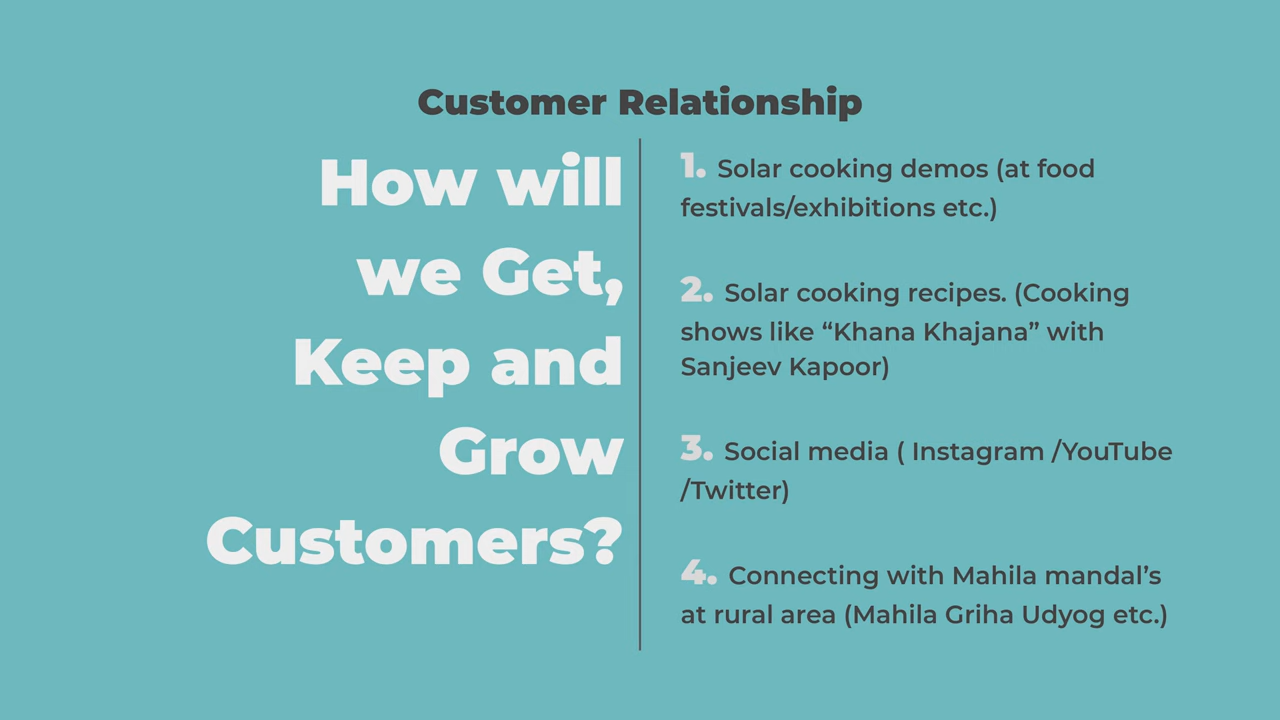 Customer Relationship
How will
we Get,
Keep and
Grow
Customers?
1. Solar cooking demos (at food
festivals/exhibitions etc.)
2. Solar cooking recipes. (Cooking
shows like “Khana Khajana” with
Sanjeev Kapoor)
3. Social media ( Instagram /YouTube
/Twitter)
4. Connecting with Mahila mandal’s
at rural area (Mahila Griha Udyog etc.)